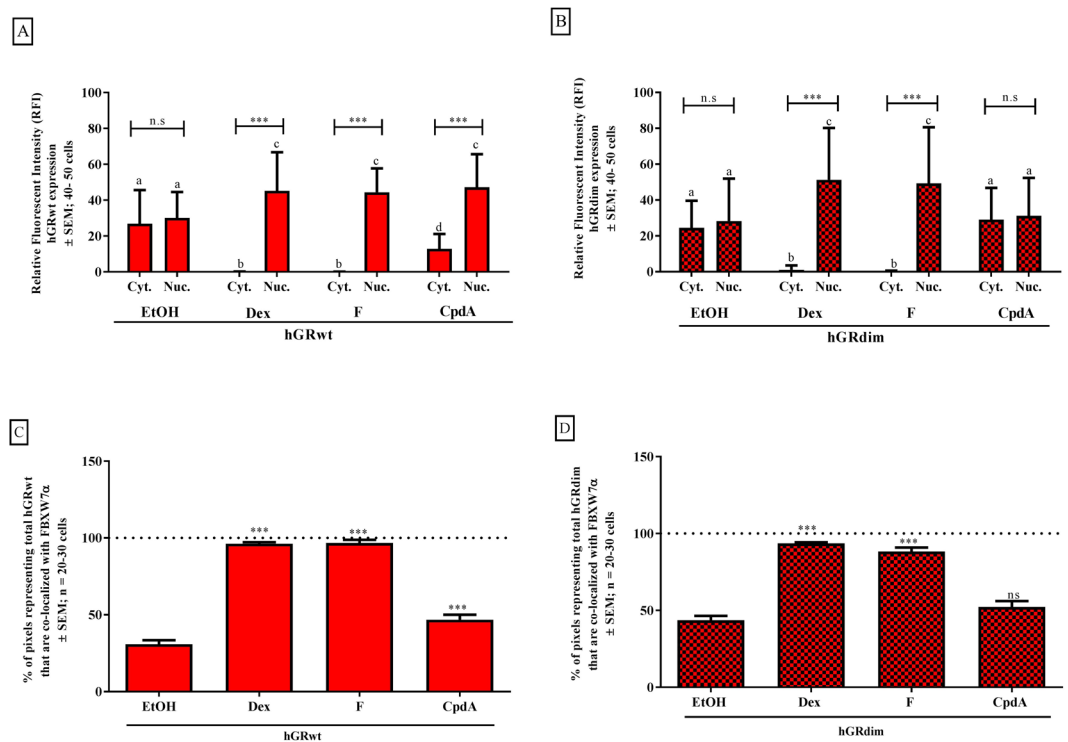 A
Relative Fluorescent Intensity (RFI)
hGRwt expression
± SEM; 40- 50 cells
100
80
60
40
20
0
n.s
***
***
***
a
a
b
c
b
c
d
c
Cyt.
Nuc.
Cyt.
Nuc.
Cyt.
Nuc.
Cyt.
Nuc.
EtOH
Dex
F
CpdA
hGRwt
B
Relative Fluorescent Intensity (RFI)
hGRdim expression
± SEM; 40- 50 cells
100
80
60
40
20
0
n.s
***
***
n.s
a
a
b
c
b
c
a
a
Cyt.
Nuc.
Cyt.
Nuc.
Cyt.
Nuc.
Cyt.
Nuc.
EtOH
Dex
F
CpdA
hGRdim
C
% of pixels representing total hGRwt
that are co-localized with FBXW7α
± SEM; n = 20-30 cells
150
100
50
0
***
***
***
EtOH
Dex
F
CpdA
hGRwt
D
% of pixels representing total hGRdim
that are co-localized with FBXW7α
± SEM; n = 20-30 cells
150
100
50
0
***
***
ns
EtOH
Dex
F
CpdA
hGRdim